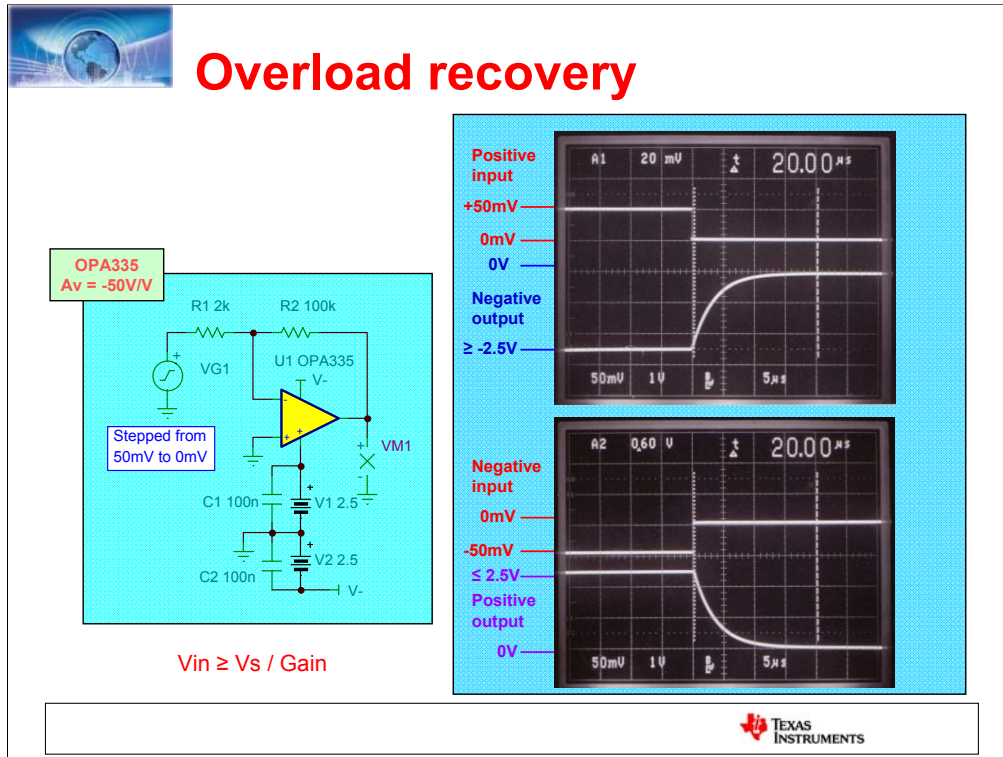 Overload recovery
OPA335
Av = -50V/V
R1 2k
R2 100k
VG1
U1 OPA335
V-
-
+
+
+
Stepped from
50mV to 0mV
+
VM1
-
C1 100n
+
V1 2.5
+
C2 100n
V2 2.5
V-
Vin ≥ Vs / Gain
Positive
input
+50mV
0mV
0V
Negative
output
≥ -2.5V
A1 20 mV t 20.00 µs
50mV 1V 5µs
Negative
input
0mV
-50mV
≤ 2.5V
Positive
output
0V
A2 0.60 V t 20.00 µs
50mV 1V 5µs
TEXAS
INSTRUMENTS